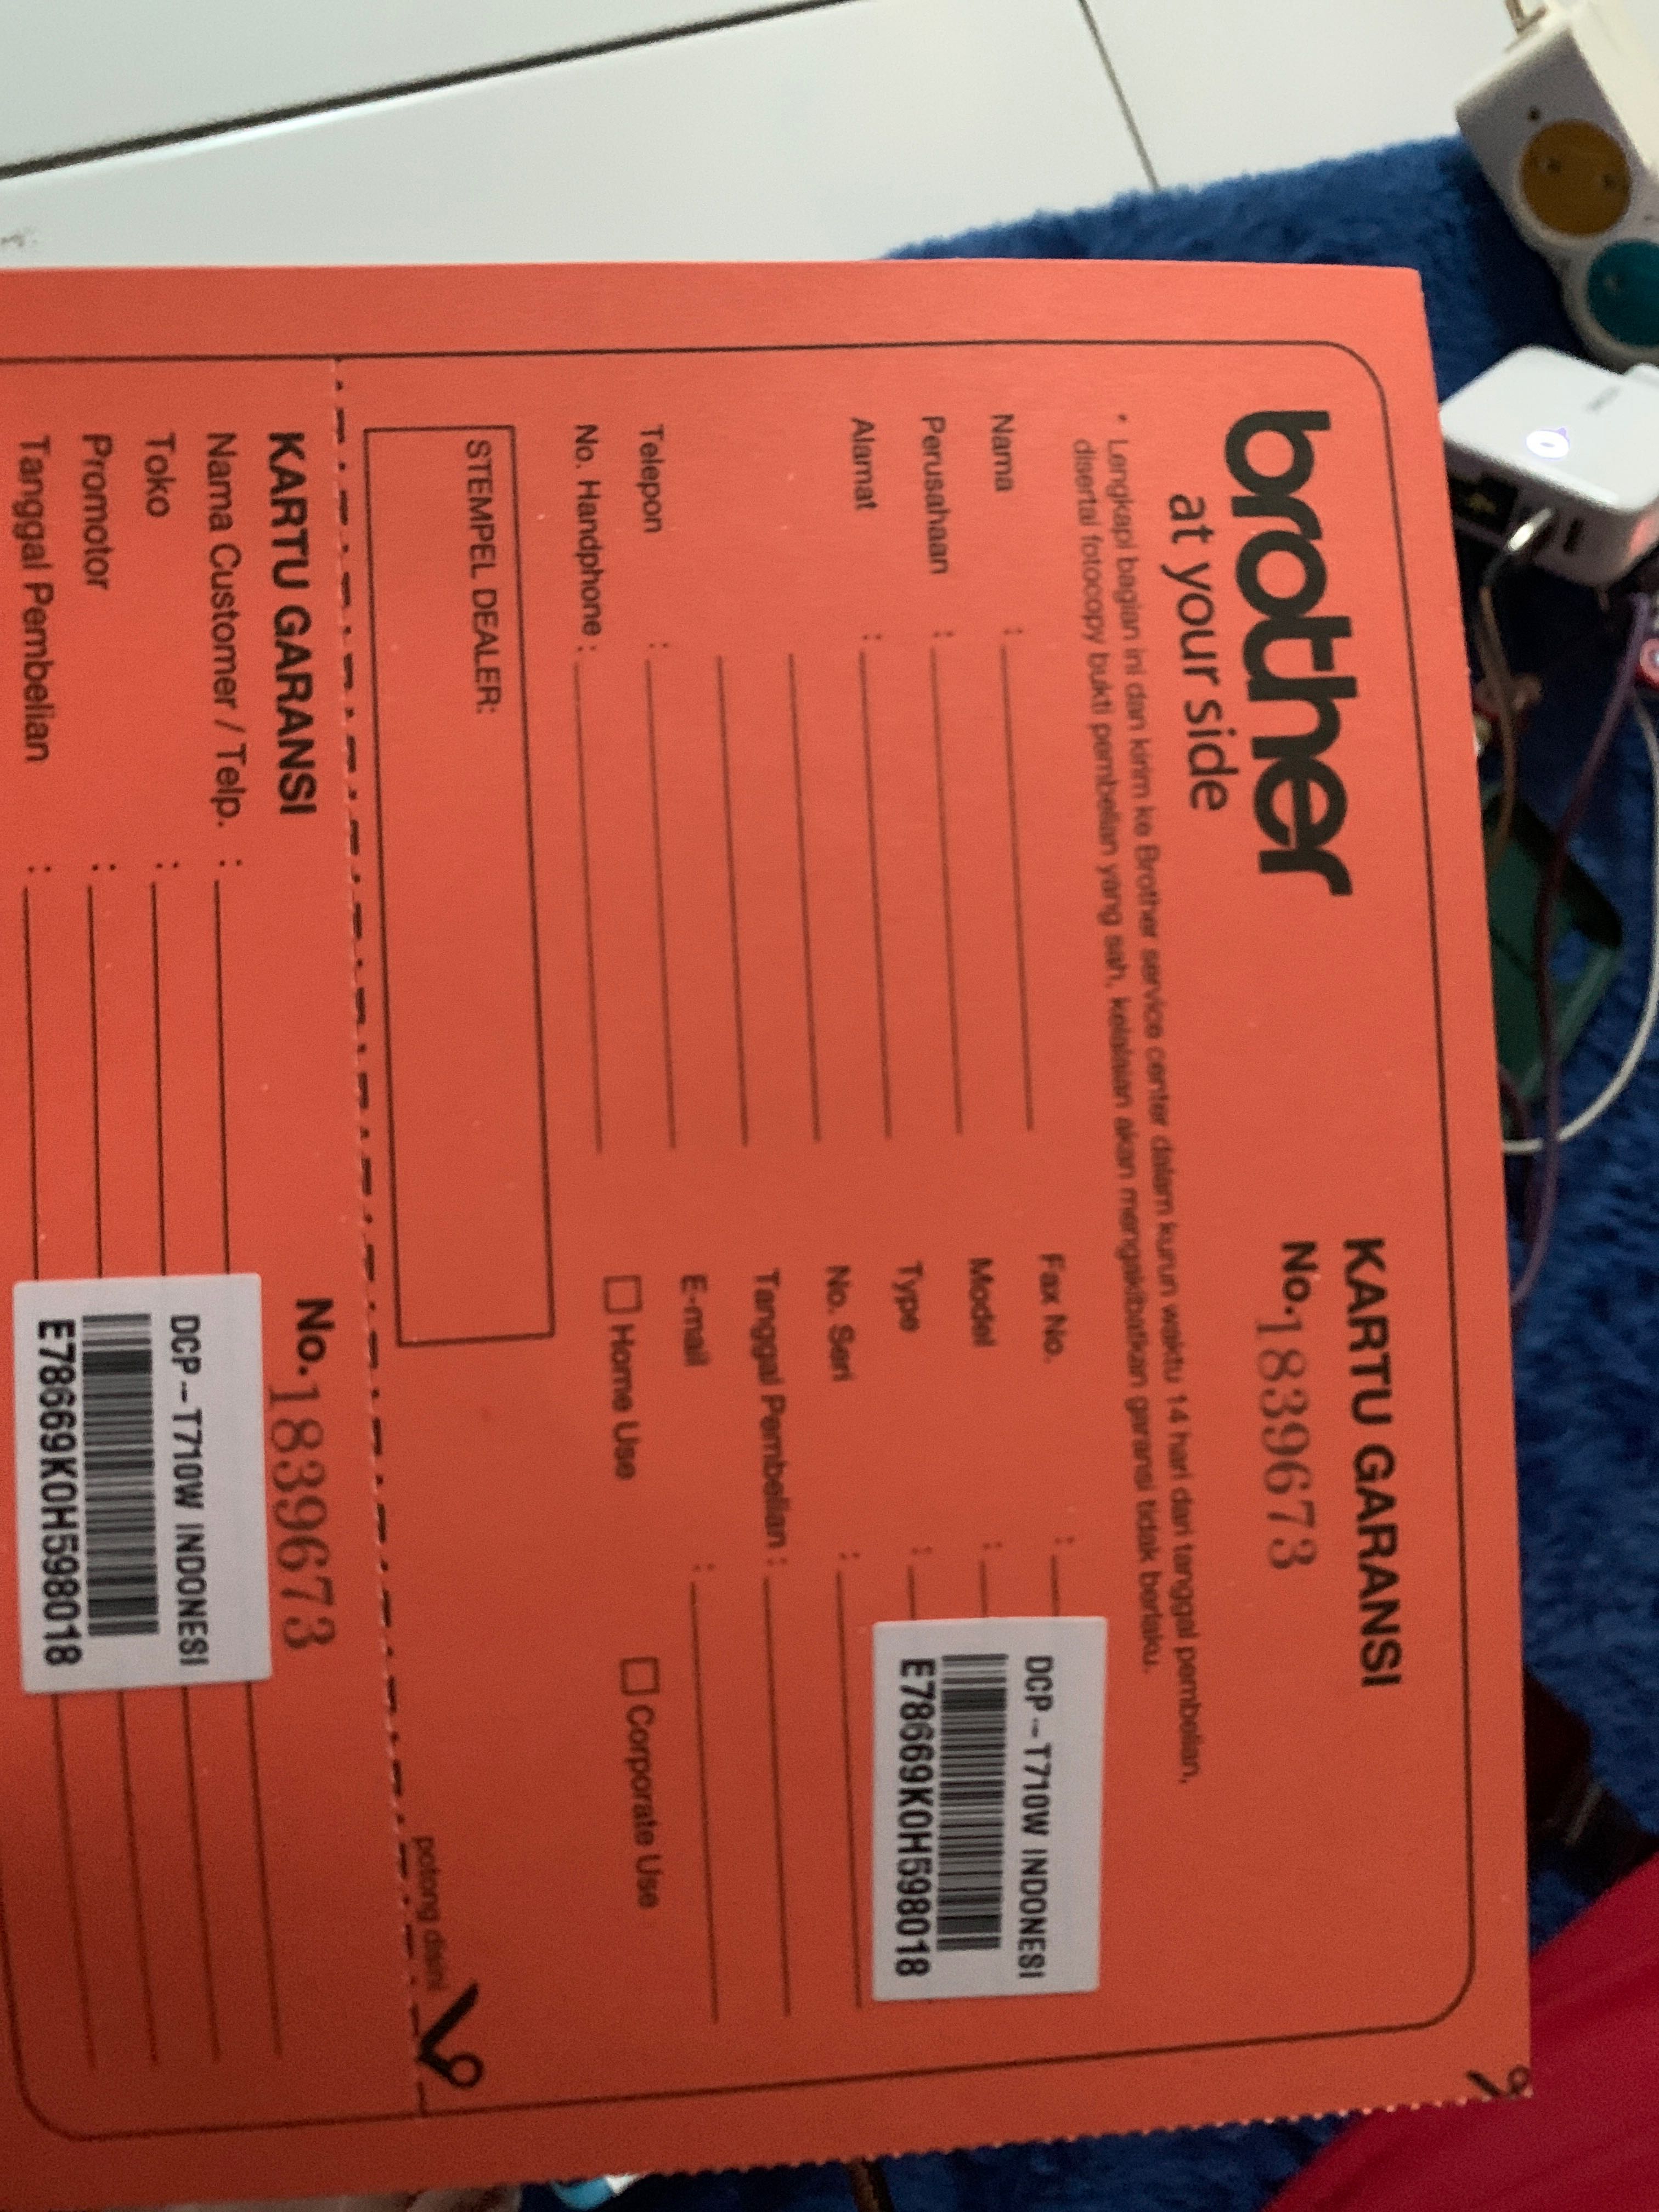 brother
at your side
KARTU GARANSI
No. 1839673
* Lengkapi bagian ini dan kirim ke Brother service center dalam kurun waktu 14 hari dari tanggal pembelian,
disertai fotocopy bukti pembelian yang sah, kelalaian akan mengakibatkan garansi tidak berlaku.
Nama :
Perusahaan :
Alamat :
Telepon :
No. Handphone :
Fax No. :
Model :
Type :
No. Seri :
Tanggal Pembelian :
E-mail :
Home Use
Corporate Use
DCP-T710W INDONESI
E78669K0H598018
STEMPEL DEALER:
potong disini
KARTU GARANSI
No. 1839673
Nama Customer / Telp. :
Toko :
Promotor :
Tanggal Pembelian :
DCP-T710W INDONESI
E78669K0H598018